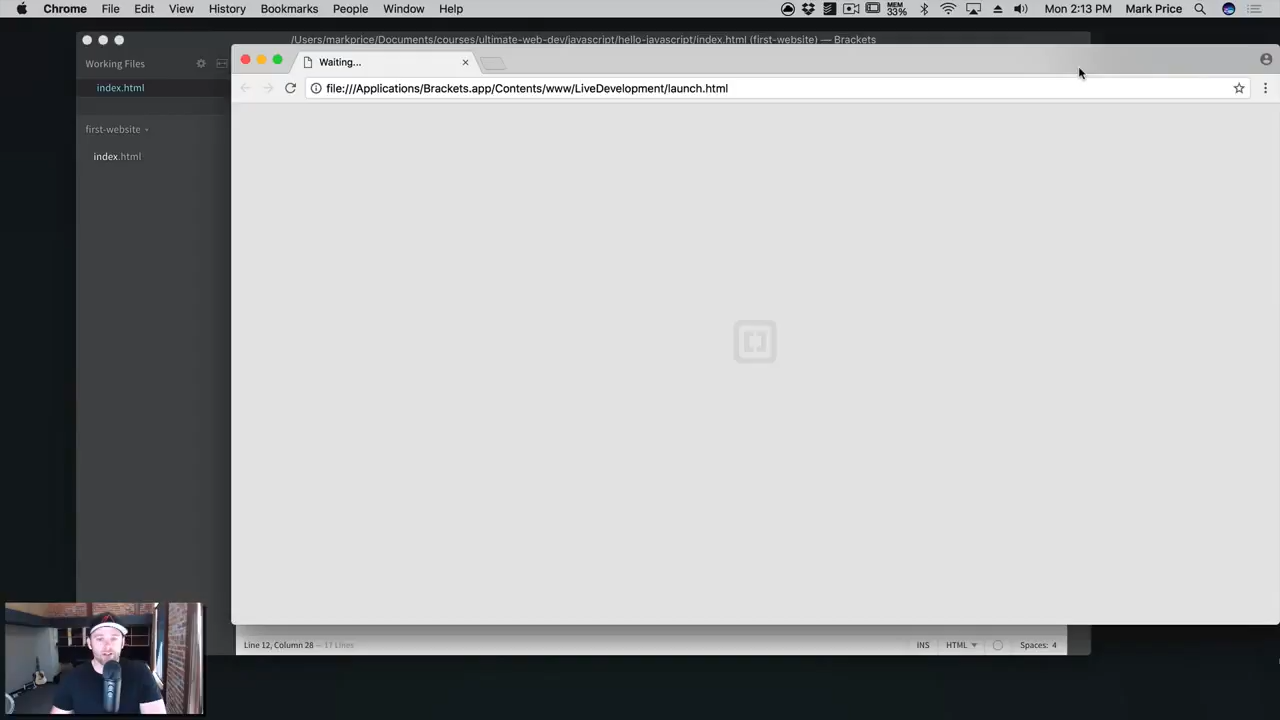 Chrome File Edit View History Bookmarks People Window Help MEM 33% Mon 2:13 PM Mark Price
/Users/markprice/Documents/courses/ultimate-web-dev/javascript/hello-javascript/index.html (first-website) — Brackets
Working Files
Waiting...
index.html
file:///Applications/Brackets.app/Contents/www/LiveDevelopment/launch.html
first-website
index.html
Line 12, Column 28 — 17 Lines INS HTML Spaces: 4